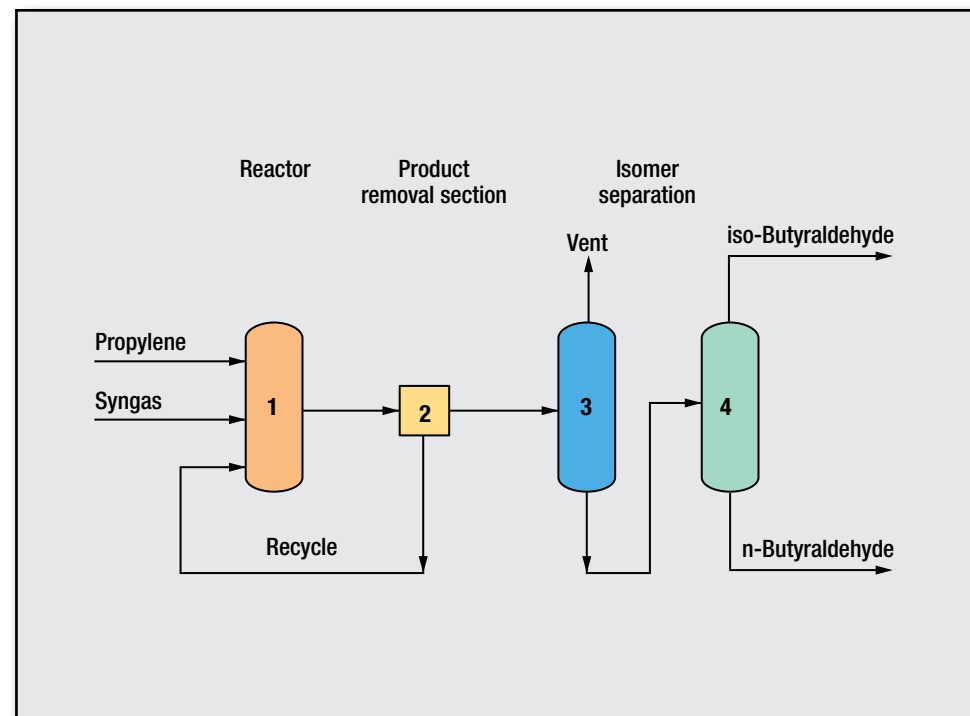 Reactor
Product
removal section
Isomer
separation
Vent
iso-Butyraldehyde
Propylene
Syngas
1
2
3
4
Recycle
n-Butyraldehyde